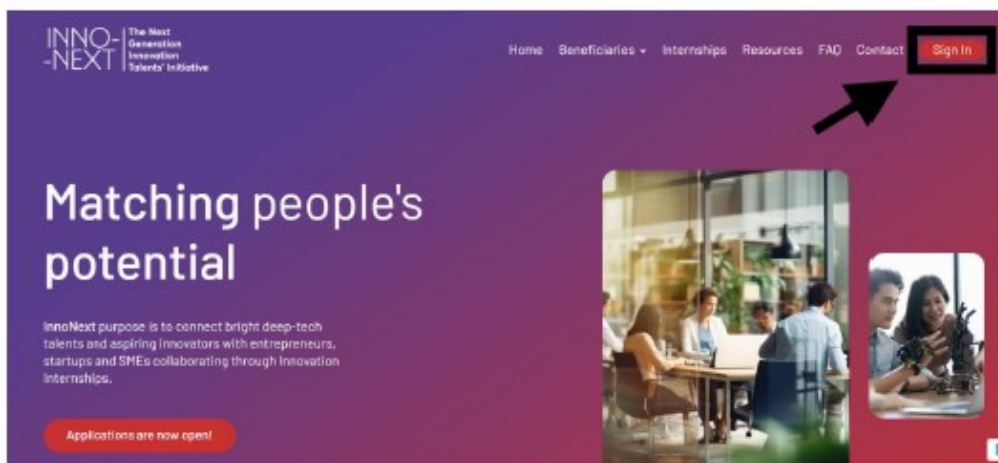 INNO-
-NEXT
The Next
Generation
Innovation
Talents' Initiative
Home Beneficiaries Internships Resources FAQ Contact Sign In
Matching people's
potential
InnoNext purpose is to connect bright deep-tech
talents and aspiring innovators with entrepreneurs,
startups and SMEs collaborating through Innovation
Internships.
Applications are now open!